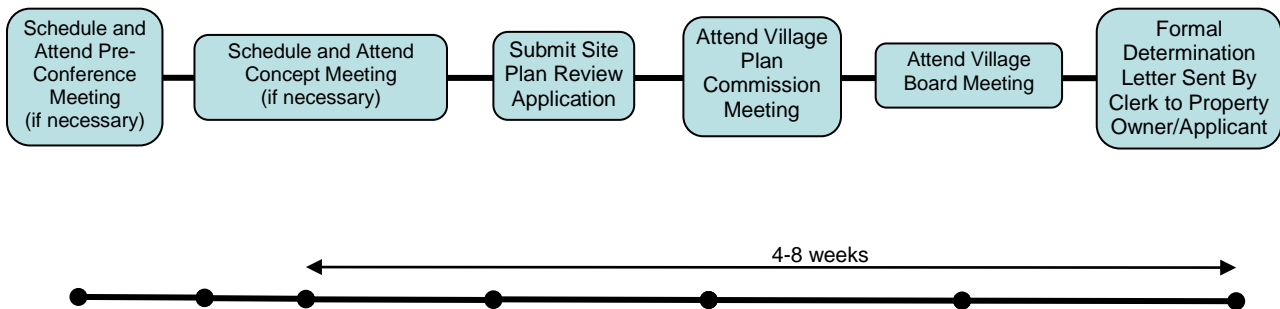 Schedule and
Attend Pre-
Conference
Meeting
(if necessary)
Schedule and Attend
Concept Meeting
(if necessary)
Submit Site
Plan Review
Application
Attend Village
Plan
Commission
Meeting
Attend Village
Board Meeting
Formal
Determination
Letter Sent By
Clerk to Property
Owner/Applicant
4-8 weeks